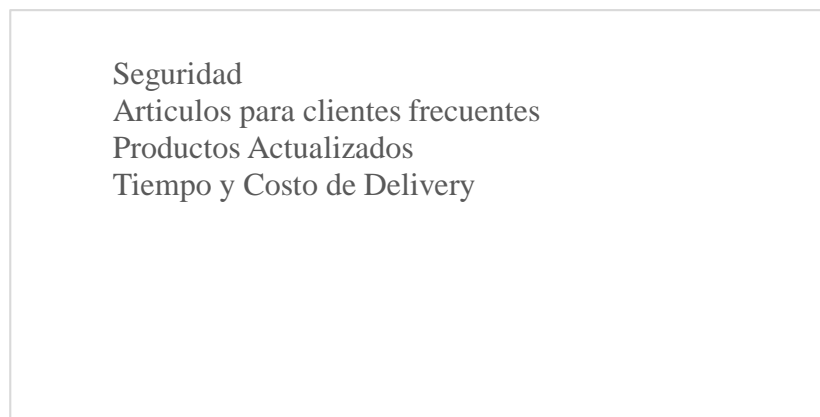 Seguridad
Articulos para clientes frecuentes
Productos Actualizados
Tiempo y Costo de Delivery